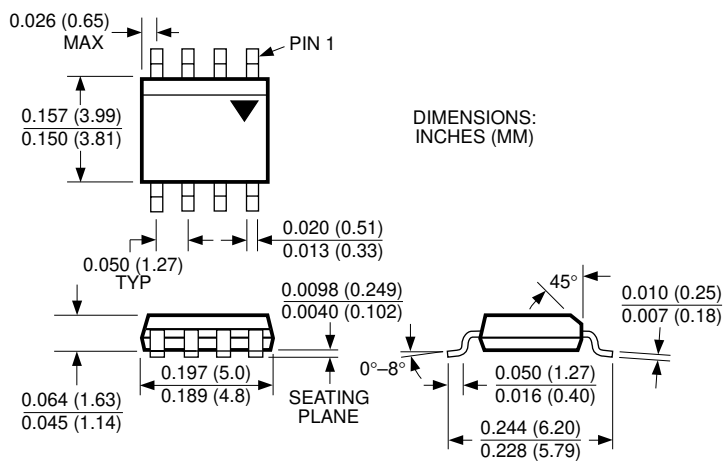 0.026 (0.65)
MAX
PIN 1
0.157 (3.99)
0.150 (3.81)
DIMENSIONS:
INCHES (MM)
0.020 (0.51)
0.013 (0.33)
0.050 (1.27)
TYP
0.0098 (0.249)
0.0040 (0.102)
45°
0.010 (0.25)
0.007 (0.18)
0°–8°
0.064 (1.63)
0.045 (1.14)
0.197 (5.0)
0.189 (4.8)
SEATING
PLANE
0.050 (1.27)
0.016 (0.40)
0.244 (6.20)
0.228 (5.79)